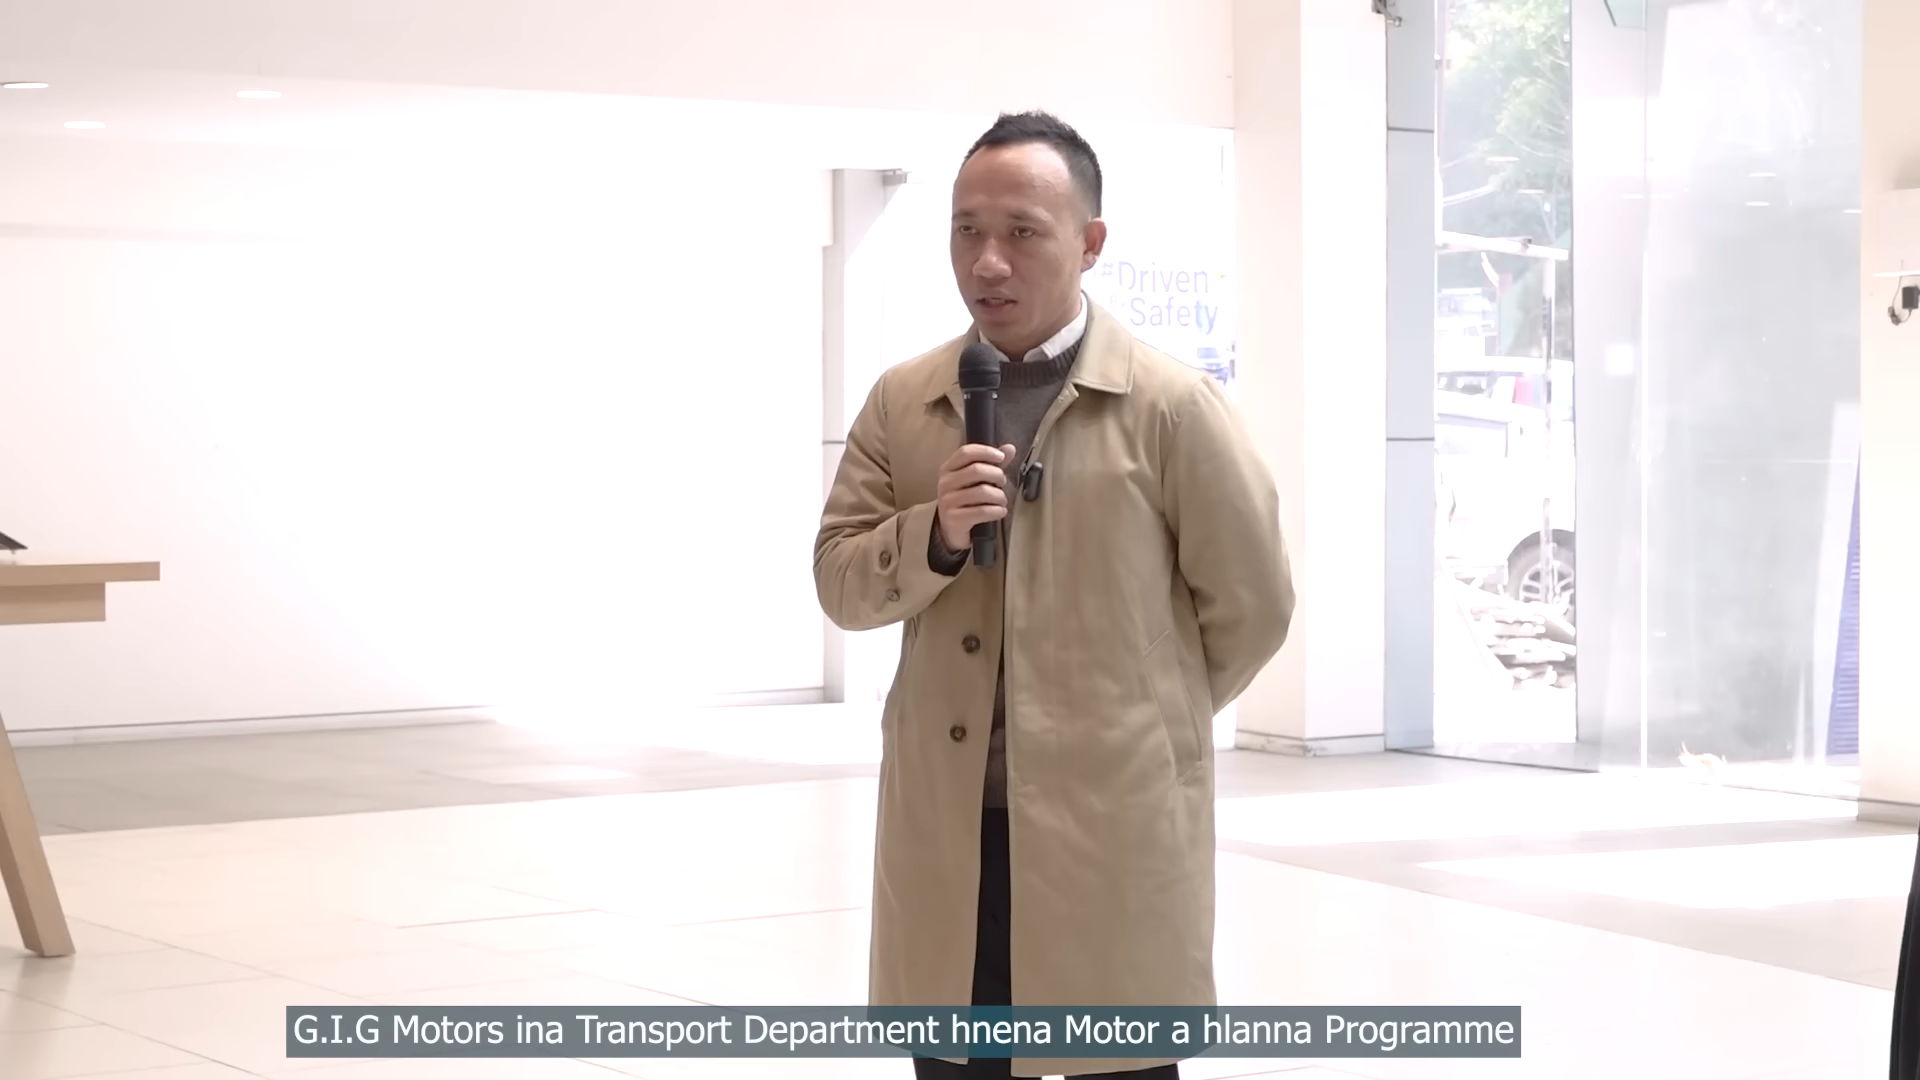 #Driven
Safety
G.I.G Motors ina Transport Department hnena Motor a hlanna Programme